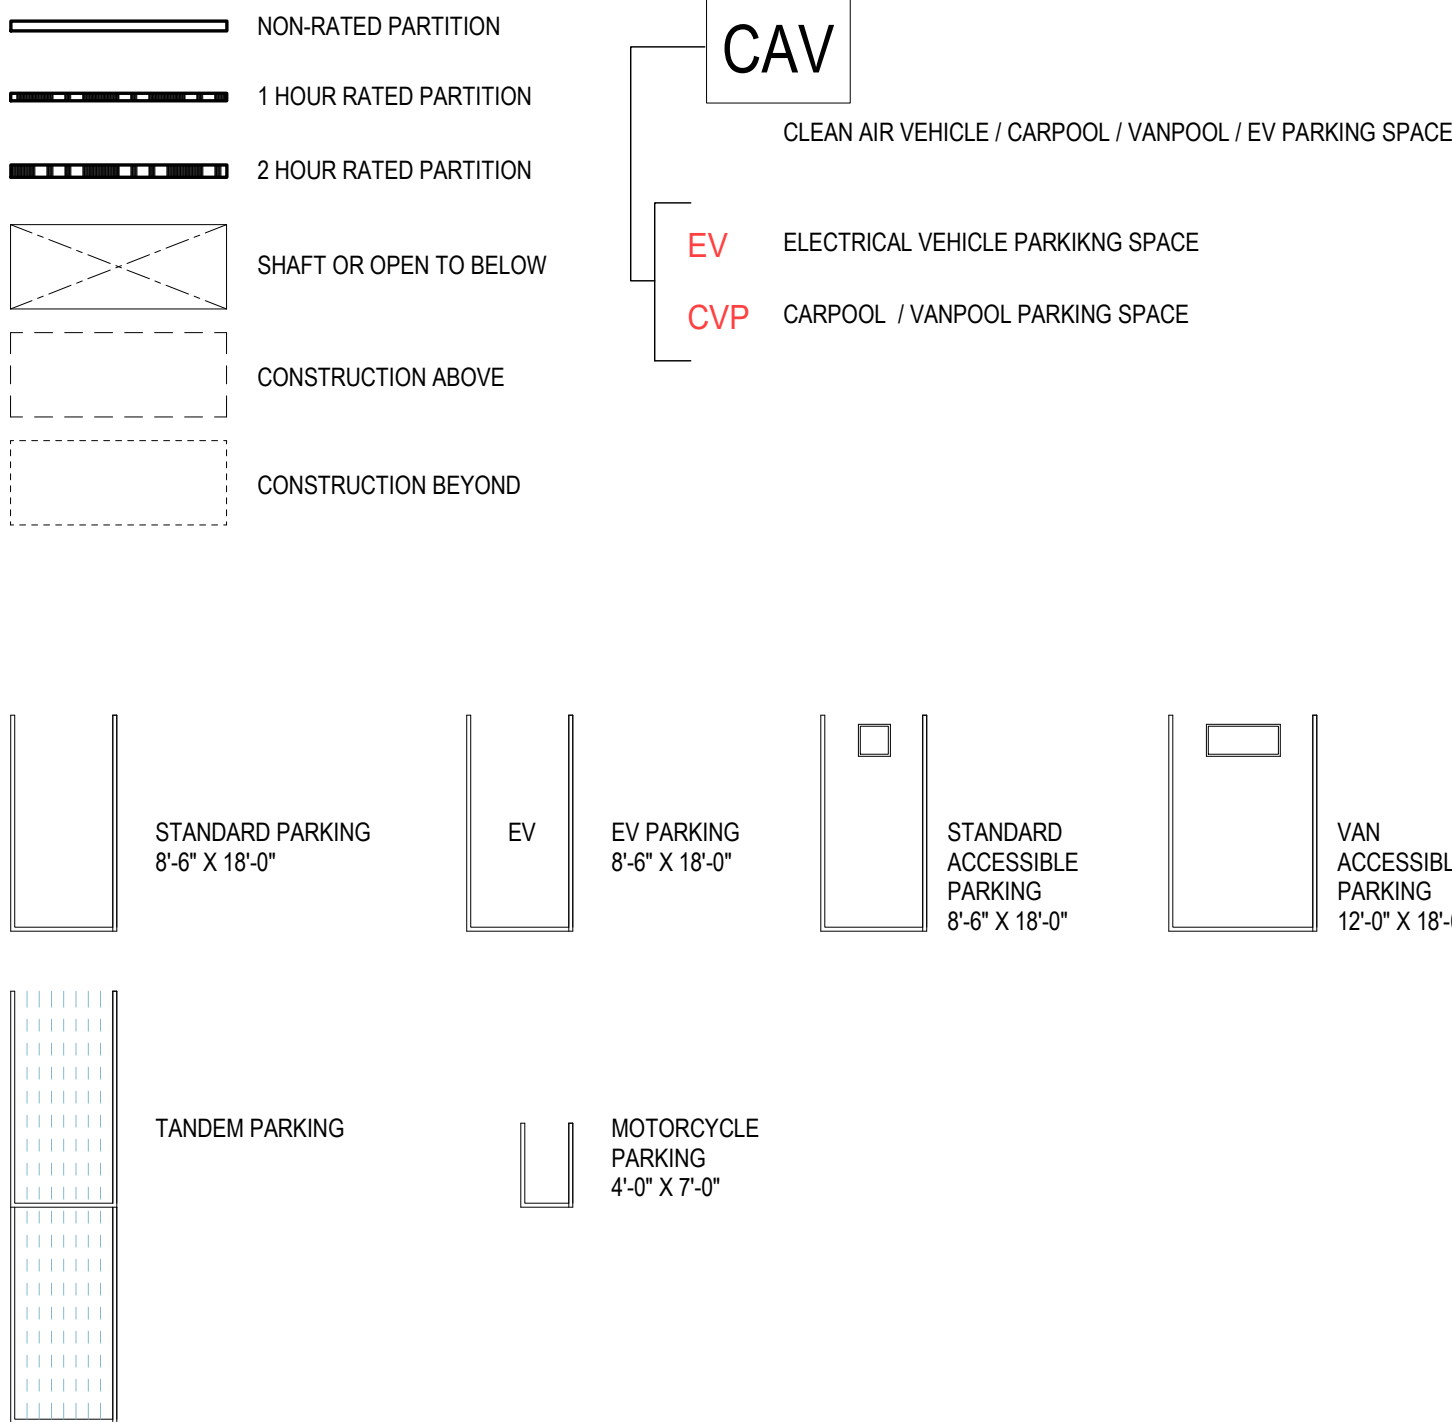 NON-RATED PARTITION
1 HOUR RATED PARTITION
2 HOUR RATED PARTITION
SHAFT OR OPEN TO BELOW
CONSTRUCTION ABOVE
CONSTRUCTION BEYOND
CAV
CLEAN AIR VEHICLE / CARPOOL / VANPOOL / EV PARKING SPACE
EV ELECTRICAL VEHICLE PARKIKNG SPACE
CVP CARPOOL / VANPOOL PARKING SPACE
STANDARD PARKING
8'-6" X 18'-0"
EV
EV PARKING
8'-6" X 18'-0"
STANDARD
ACCESSIBLE
PARKING
8'-6" X 18'-0"
VAN
PARKING
12'-0" X
TANDEM PARKING
MOTORCYCLE
PARKING
4'-0" X 7'-0"